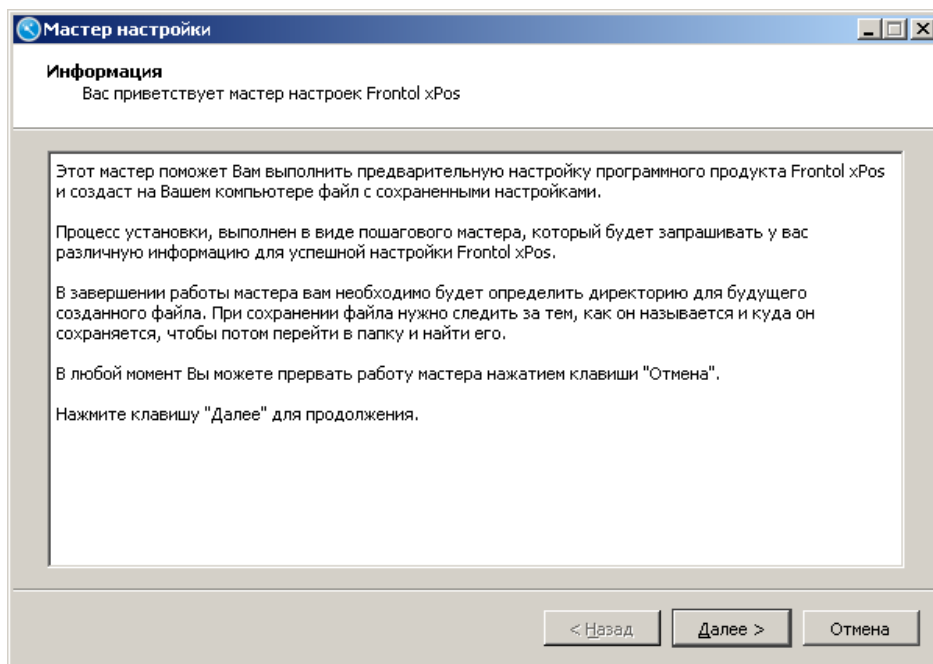 Мастер настройки
Информация
Вас приветствует мастер настроек Frontol xPos
Этот мастер поможет Вам выполнить предварительную настройку программного продукта Frontol xPos
и создаст на Вашем компьютере файл с сохраненными настройками.
Процесс установки, выполнен в виде пошагового мастера, который будет запрашивать у вас
различную информацию для успешной настройки Frontol xPos.
В завершении работы мастера вам необходимо будет определить директорию для будущего
созданного файла. При сохранении файла нужно следить за тем, как он называется и куда он
сохраняется, чтобы потом перейти в папку и найти его.
В любой момент Вы можете прервать работу мастера нажатием клавиши "Отмена".
Нажмите клавишу "Далее" для продолжения.
< Назад Далее > Отмена